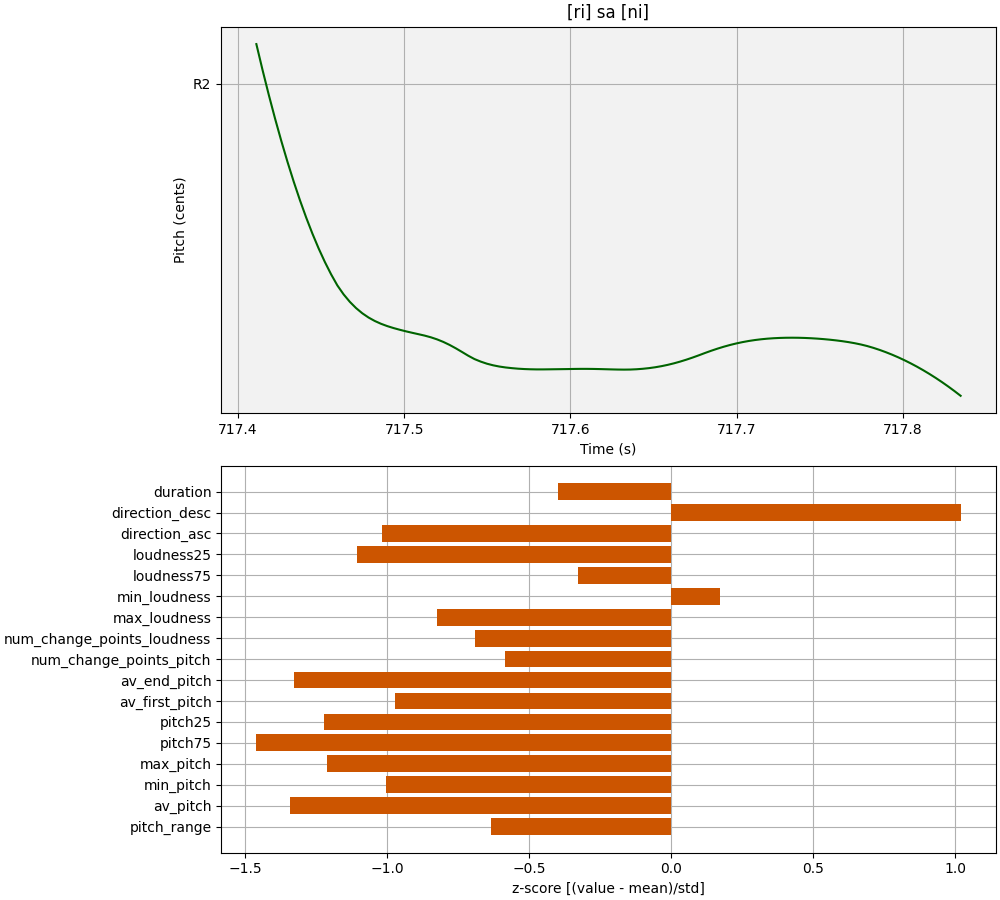 [ri] sa [ni]
R2
Pitch (cents)
717.4 717.5 717.6 717.7 717.8
Time (s)
duration
direction_desc
direction_asc
loudness25
loudness75
min_loudness
max_loudness
num_change_points_loudness
num_change_points_pitch
av_end_pitch
av_first_pitch
pitch25
pitch75
max_pitch
min_pitch
av_pitch
pitch_range
−1.5 −1.0 −0.5 0.0 0.5 1.0
z-score [(value - mean)/std]